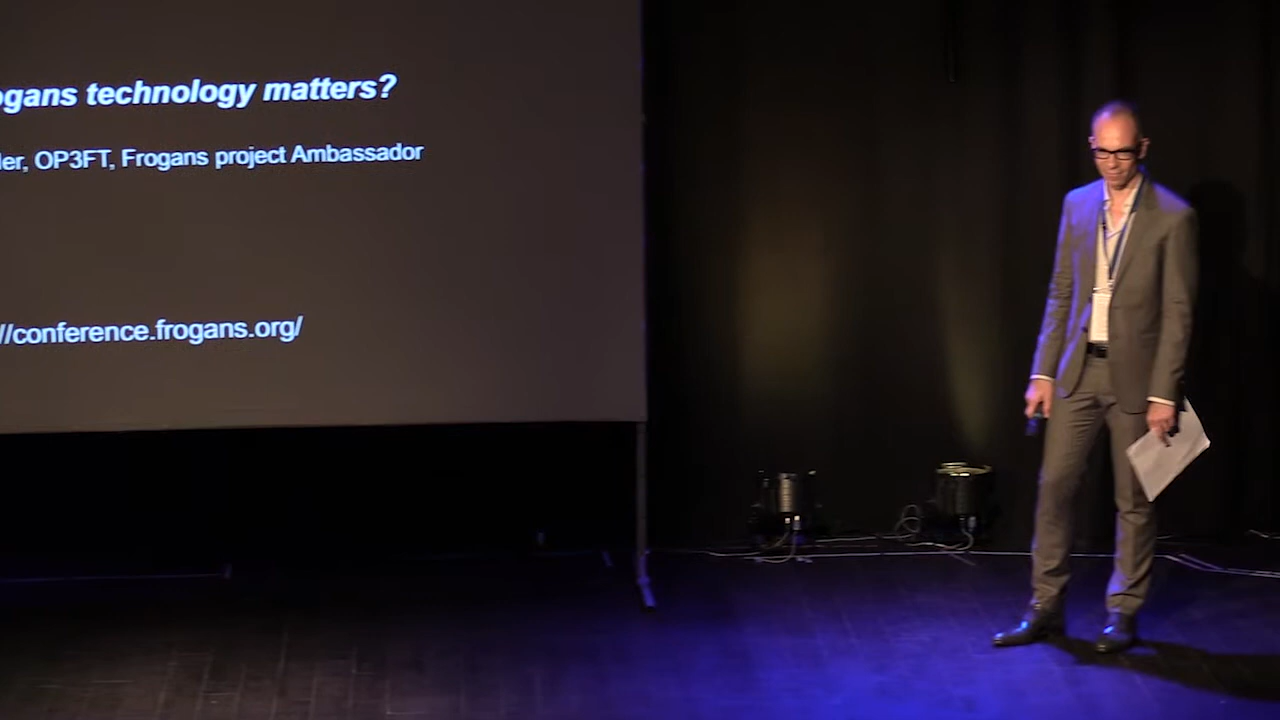 ogans technology matters?
ler, OP3FT, Frogans project Ambassador
//conference.frogans.org/